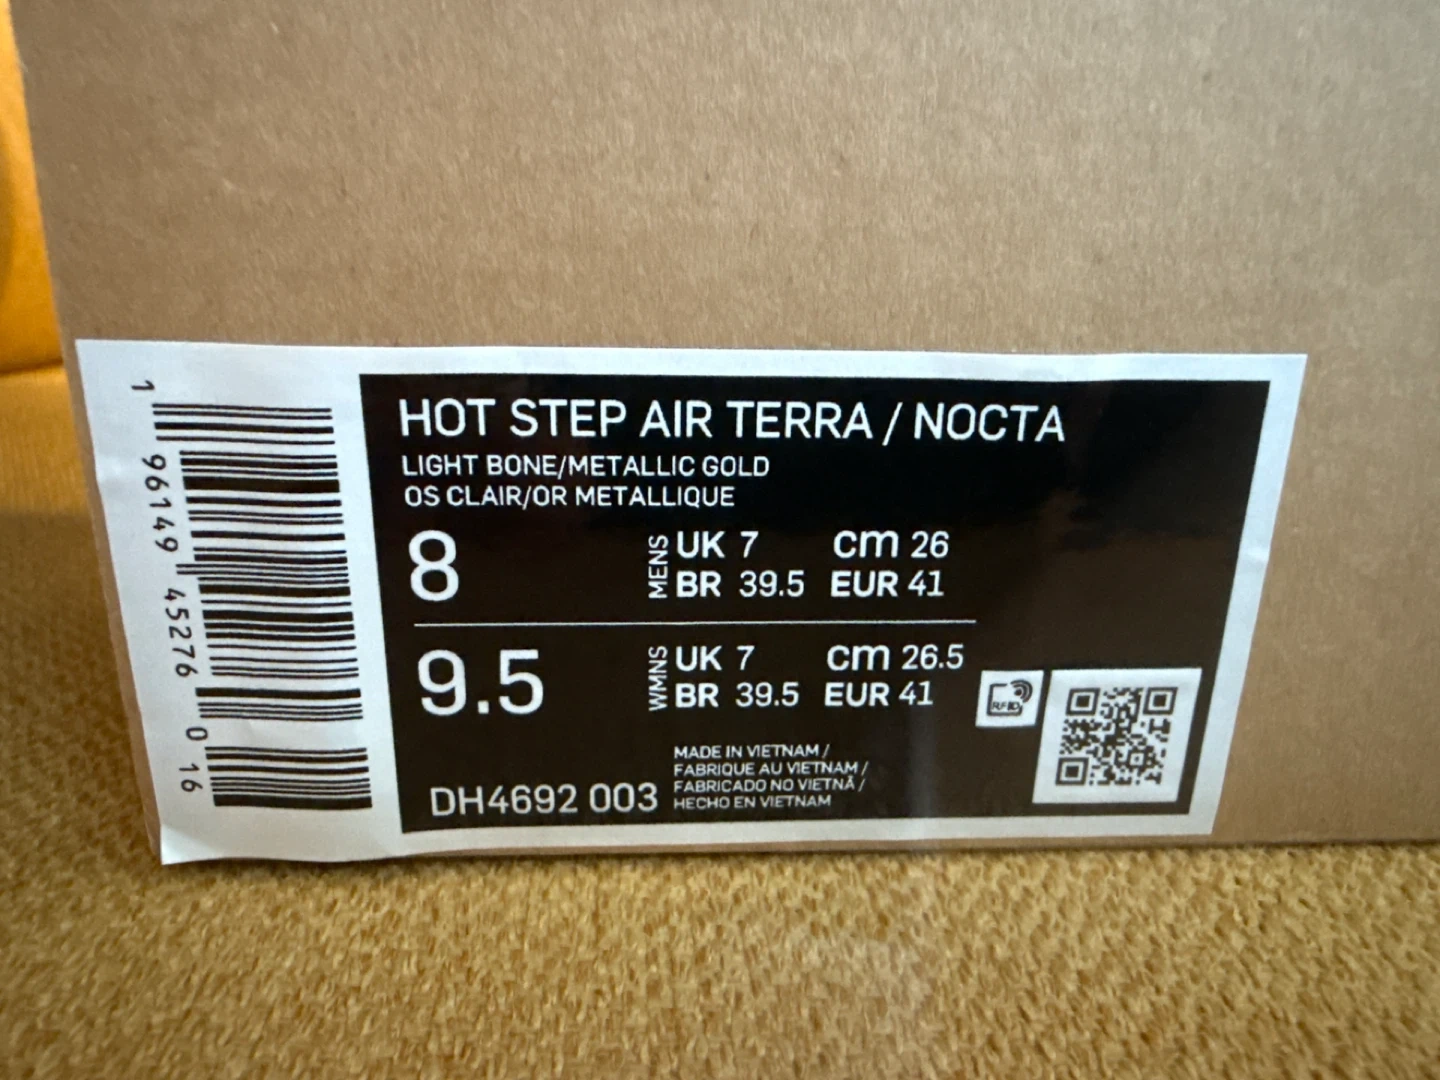 1 96149 45276 0 16
HOT STEP AIR TERRA / NOCTA
LIGHT BONE/METALLIC GOLD
OS CLAIR/OR METALLIQUE
8 MENS UK 7 cm 26
BR 39.5 EUR 41
9.5 WMNS UK 7 cm 26.5
BR 39.5 EUR 41
RFID
MADE IN VIETNAM /
FABRIQUE AU VIETNAM /
FABRICADO NO VIETNÃ /
HECHO EN VIETNAM
DH4692 003